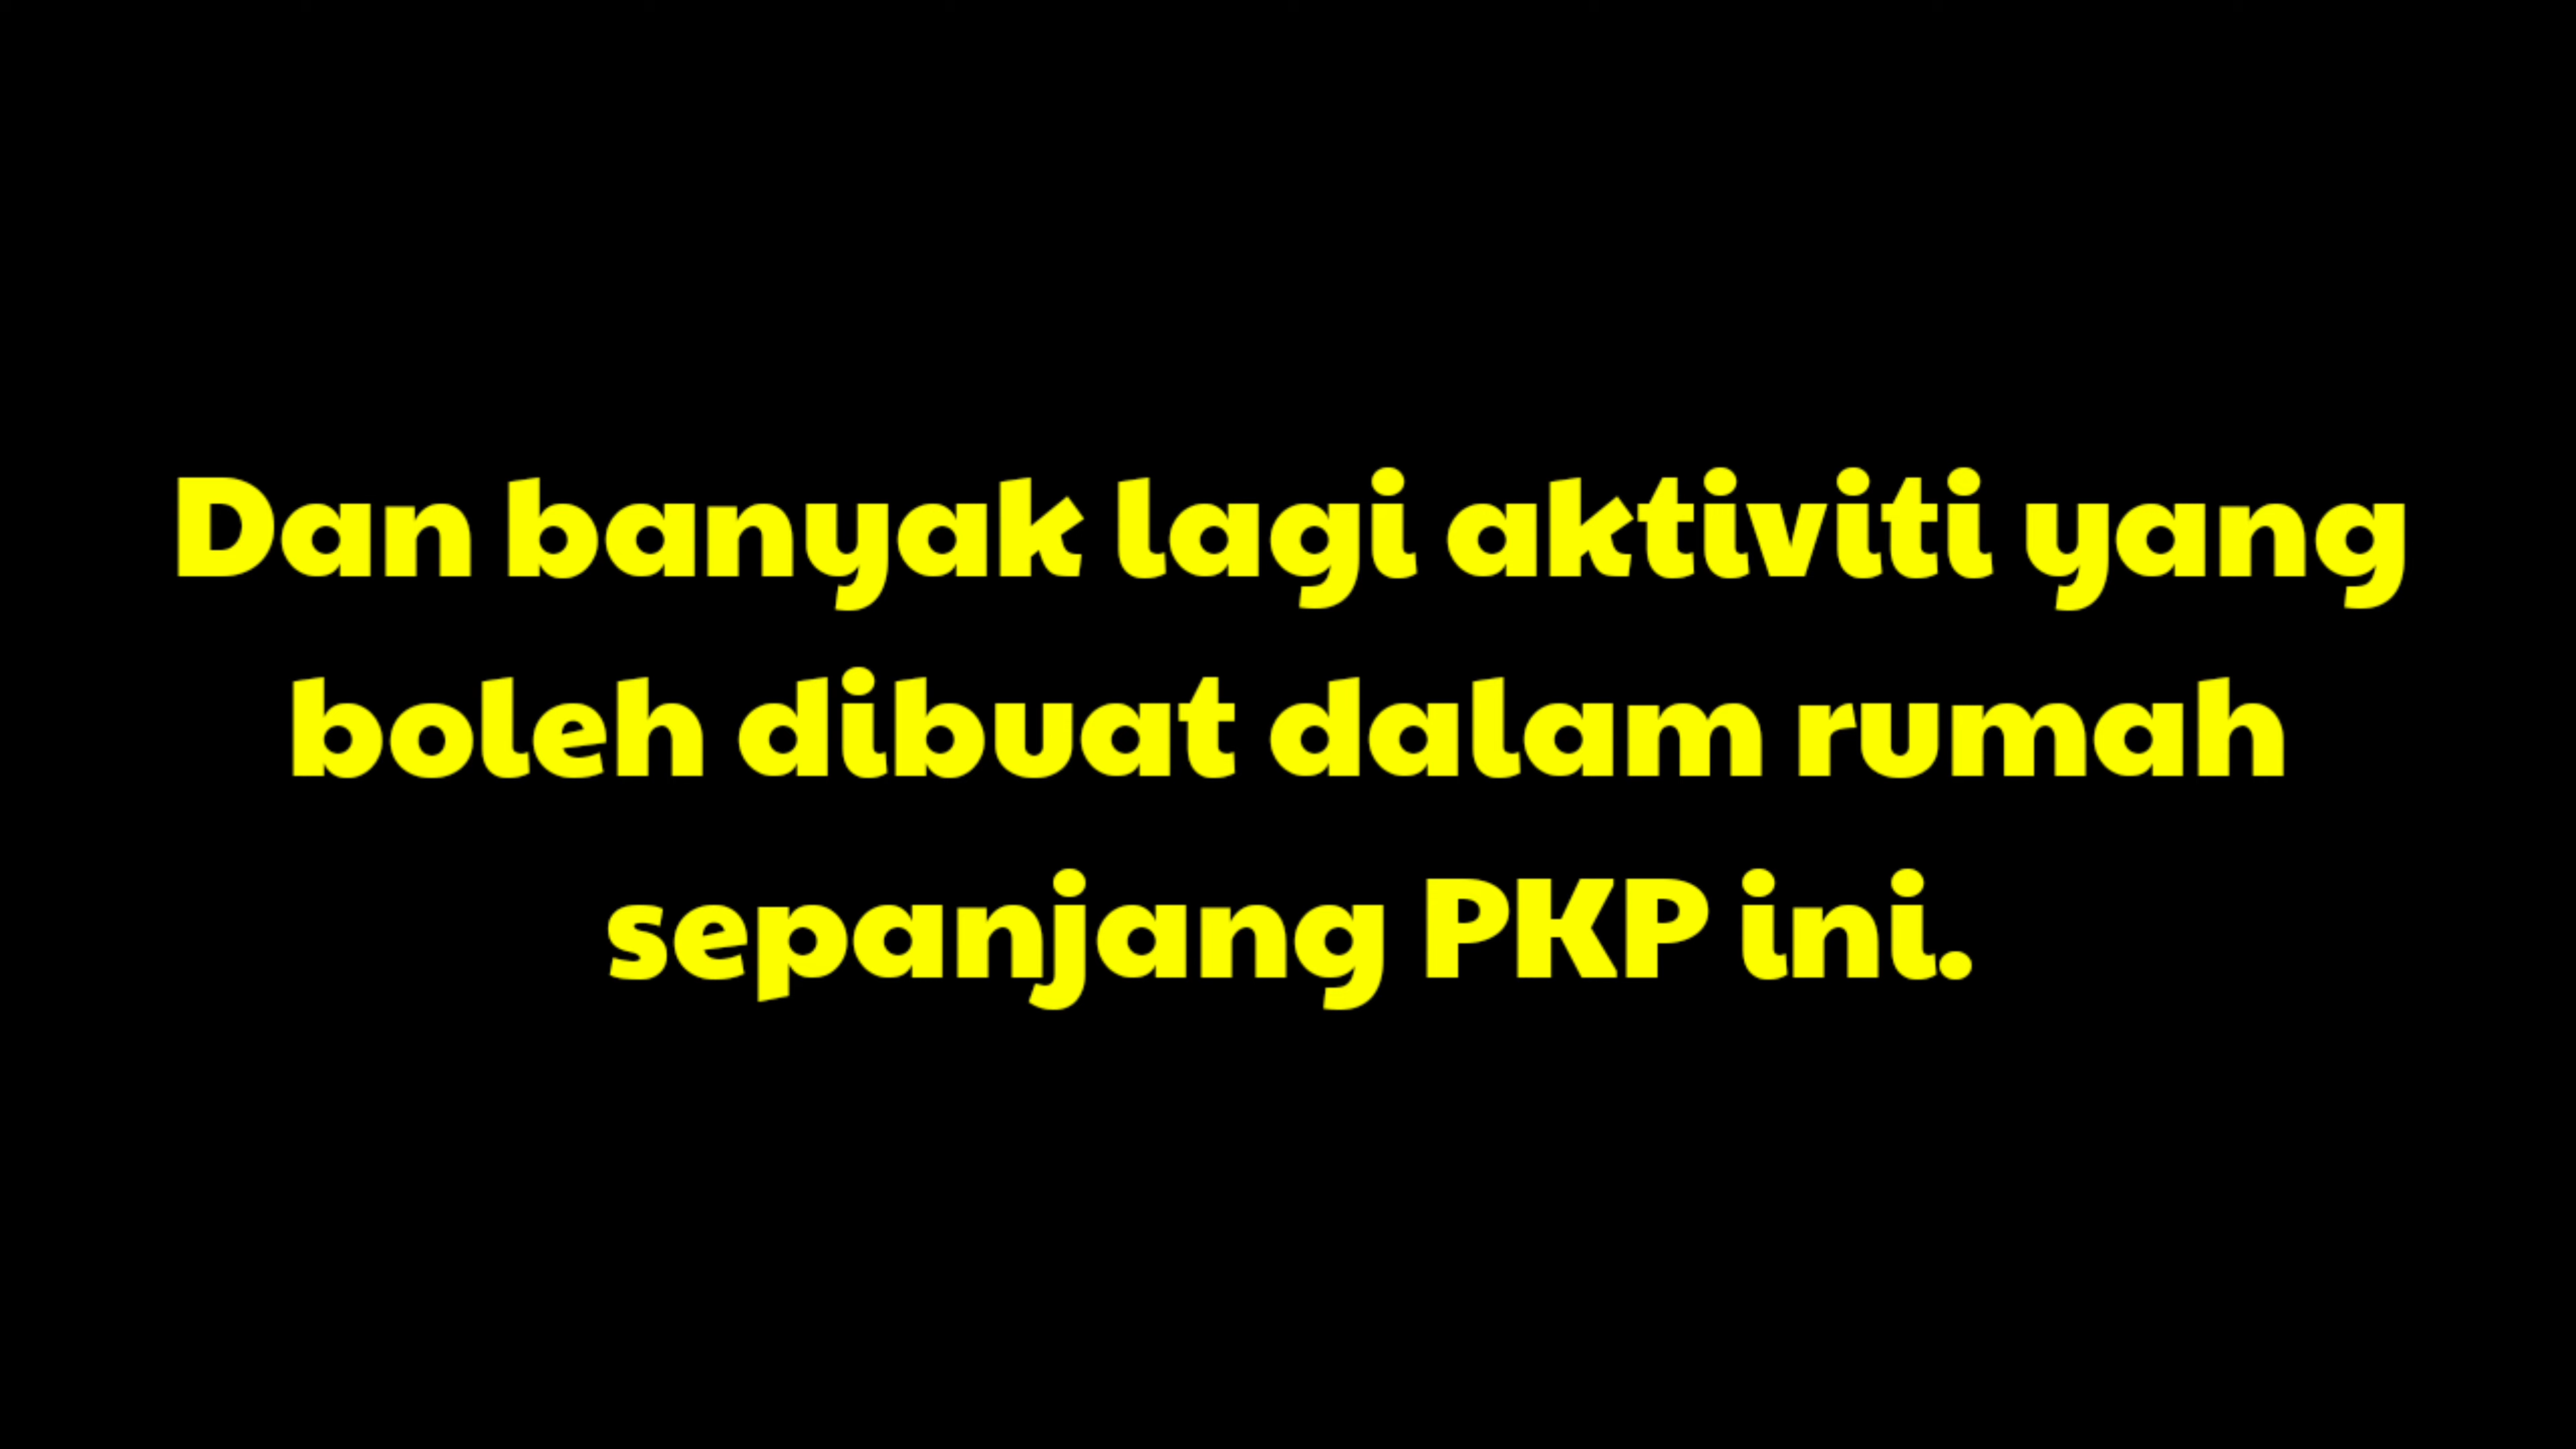 Dan banyak lagi aktiviti yang
boleh dibuat dalam rumah
sepanjang PKP ini.